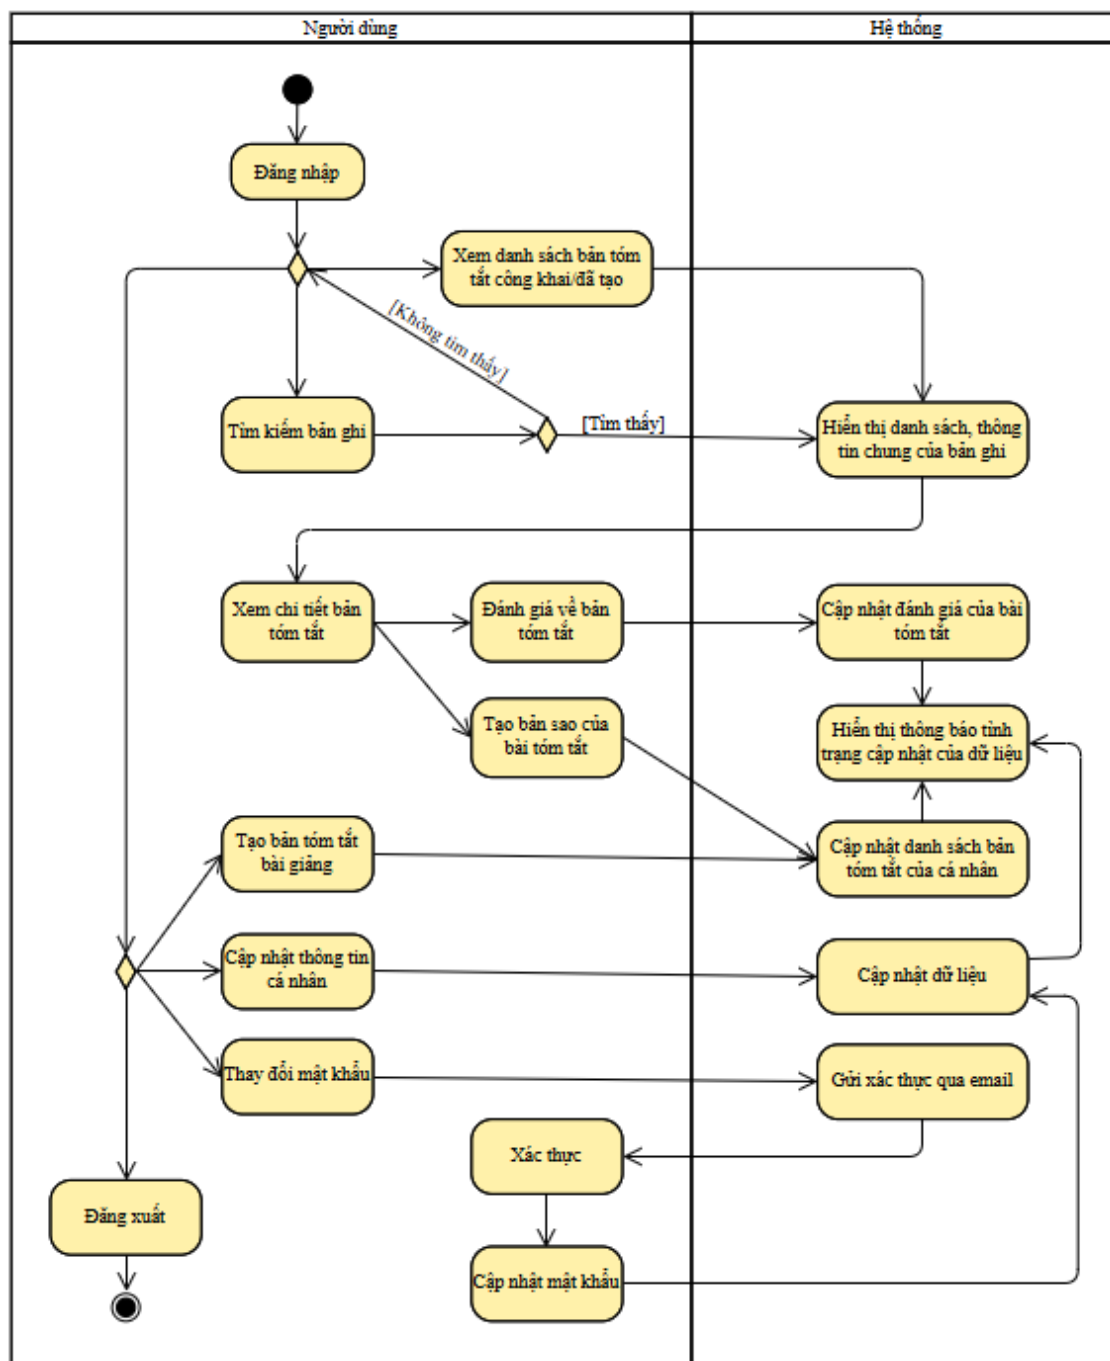 Người dùng
Hệ thống
Đăng nhập
Xem danh sách bản tóm
tắt công khai/đã tạo
[Không tìm thấy]
Tìm kiếm bản ghi
[Tìm thấy]
Hiển thị danh sách, thông
tin chung của bản ghi
Xem chi tiết bản
tóm tắt
Đánh giá về bản
tóm tắt
Cập nhật đánh giá của bài
tóm tắt
Tạo bản sao của
bài tóm tắt
Hiển thị thông báo tình
trạng cập nhật của dữ liệu
Tạo bản tóm tắt
bài giảng
Cập nhật danh sách bản
tóm tắt của cá nhân
Cập nhật thông tin
cá nhân
Cập nhật dữ liệu
Thay đổi mật khẩu
Gửi xác thực qua email
Xác thực
Đăng xuất
Cập nhật mật khẩu